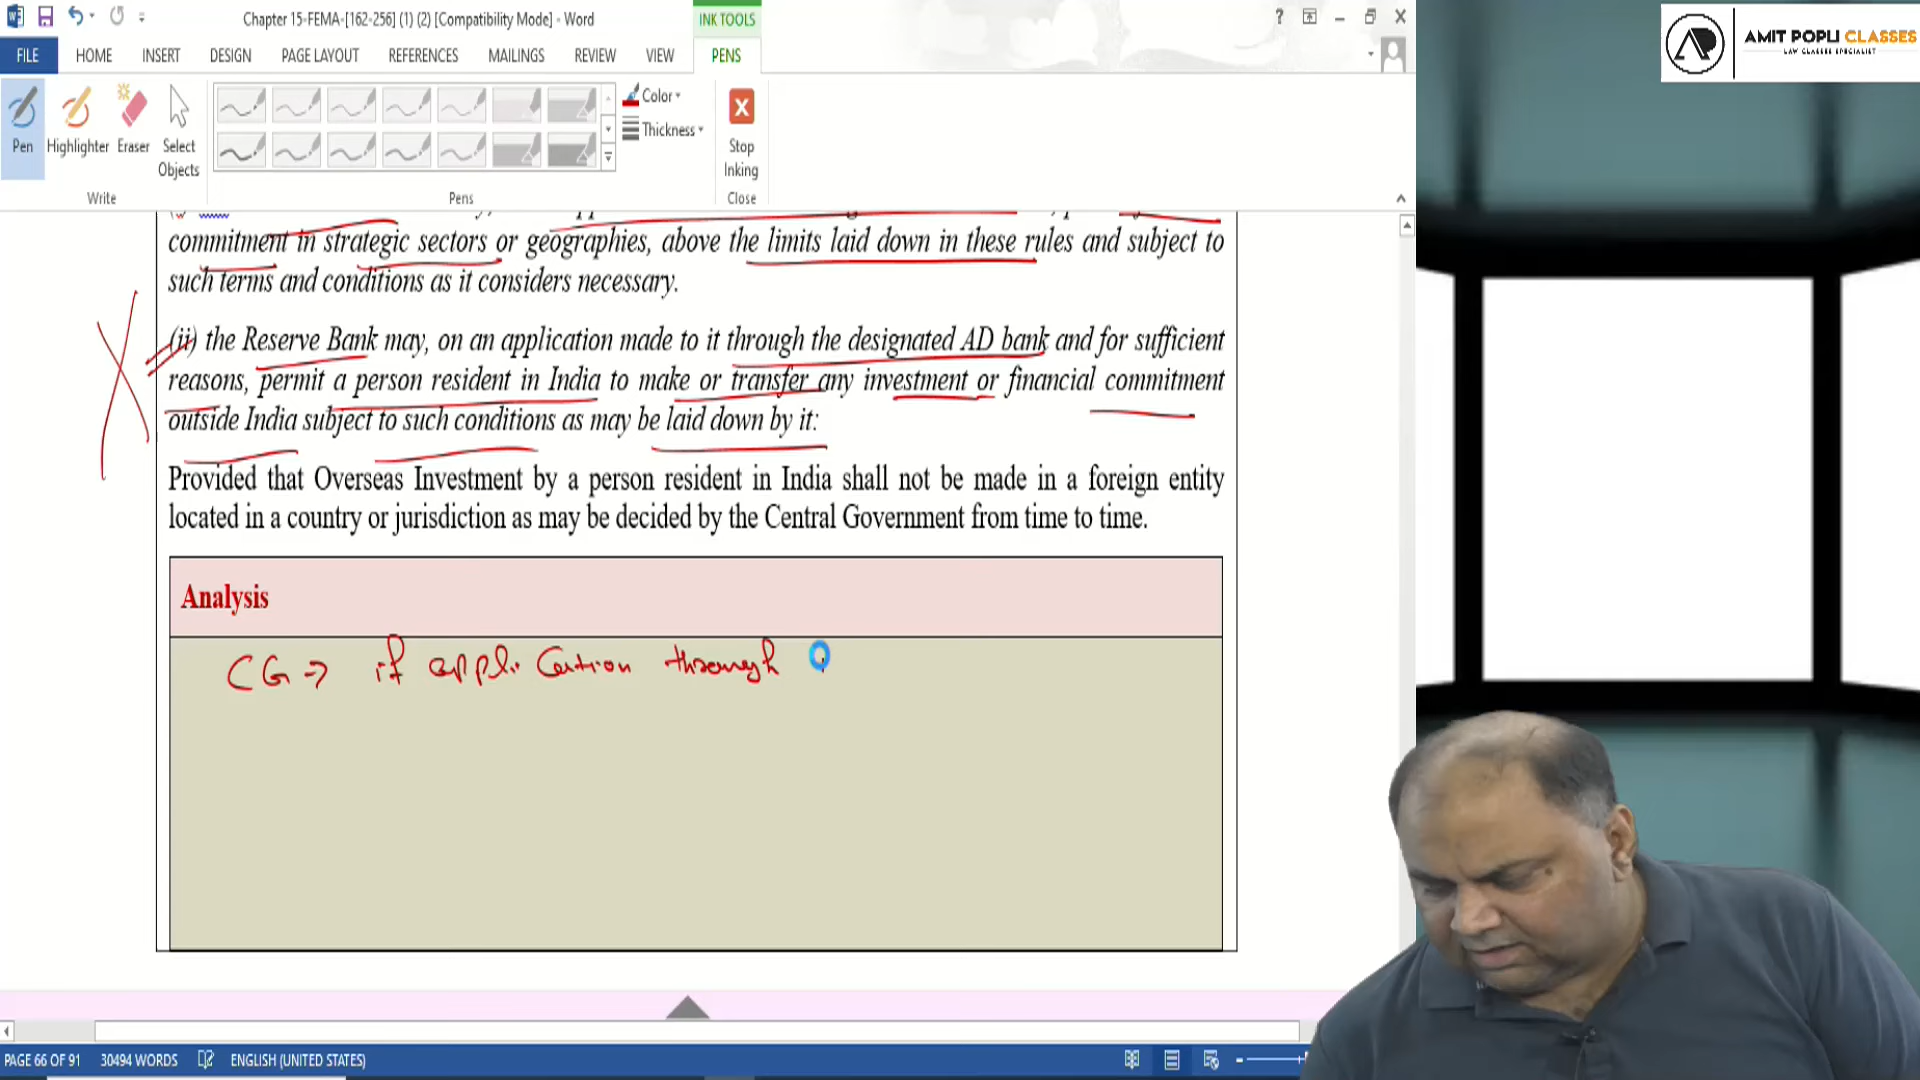 Chapter 15-FEMA-[162-256] (1) (2) [Compatibility Mode] - Word
INK TOOLS
?
FILE HOME INSERT DESIGN PAGE LAYOUT REFERENCES MAILINGS REVIEW VIEW PENS
Pen Highlighter Eraser Select Objects
Color
Thickness
Stop Inking
Write Pens Close
AMIT POPLI CLASSES
LAW CLASSES SPECIALIST
commitment in strategic sectors or geographies, above the limits laid down in these rules and subject to
such terms and conditions as it considers necessary.
(ii) the Reserve Bank may, on an application made to it through the designated AD bank and for sufficient
reasons, permit a person resident in India to make or transfer any investment or financial commitment
outside India subject to such conditions as may be laid down by it:
Provided that Overseas Investment by a person resident in India shall not be made in a foreign entity
located in a country or jurisdiction as may be decided by the Central Government from time to time.
Analysis
CG ⇒ if application through
PAGE 66 OF 91 30494 WORDS ENGLISH (UNITED STATES)